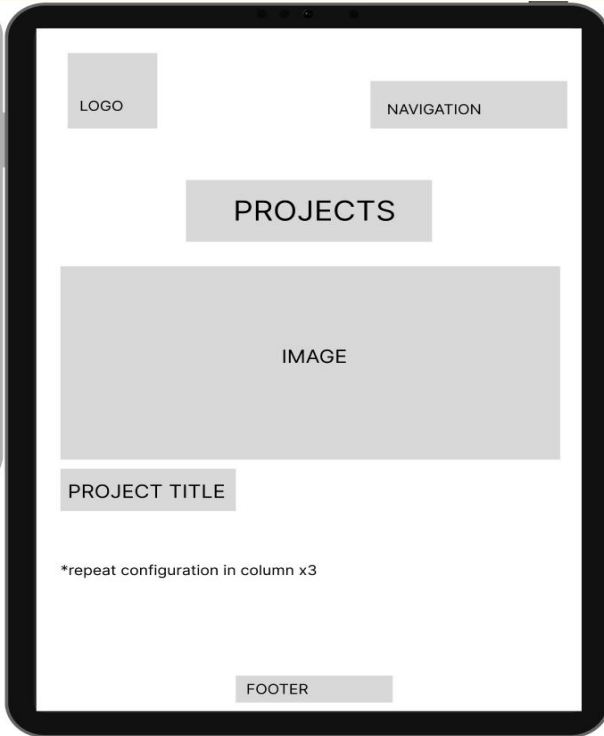 LOGO
NAVIGATION
PROJECTS
IMAGE
PROJECT TITLE
*repeat configuration in column x3
FOOTER